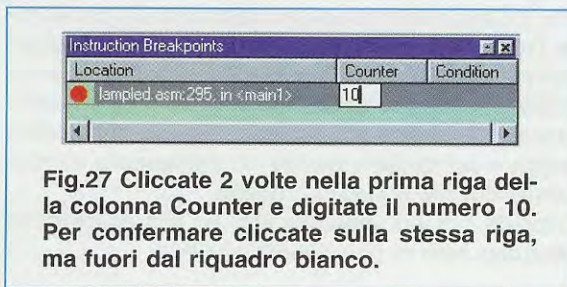 Instruction Breakpoints
Location Counter Condition
lampled.asm:295, in <main1> 10
Fig.27 Cliccate 2 volte nella prima riga del-
la colonna Counter e digitate il numero 10.
Per confermare cliccate sulla stessa riga,
ma fuori dal riquadro bianco.